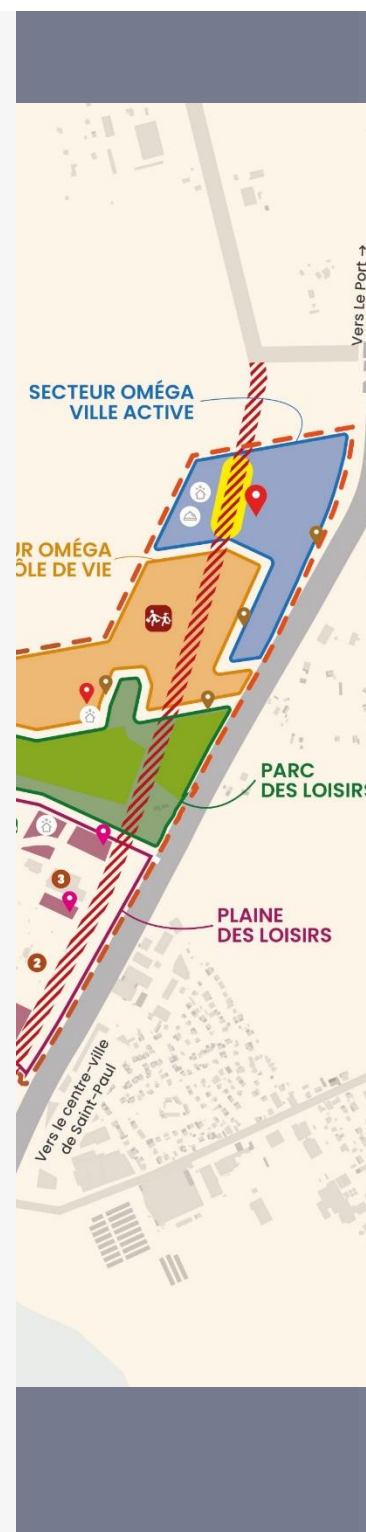 Vers Le Port →
SECTEUR OMÉGA
VILLE ACTIVE
UR OMÉGA
ÔLE DE VIE
PARC
DES LOISIRS
3
PLAINE
DES LOISIRS
2
Vers le centre-ville
de Saint-Paul